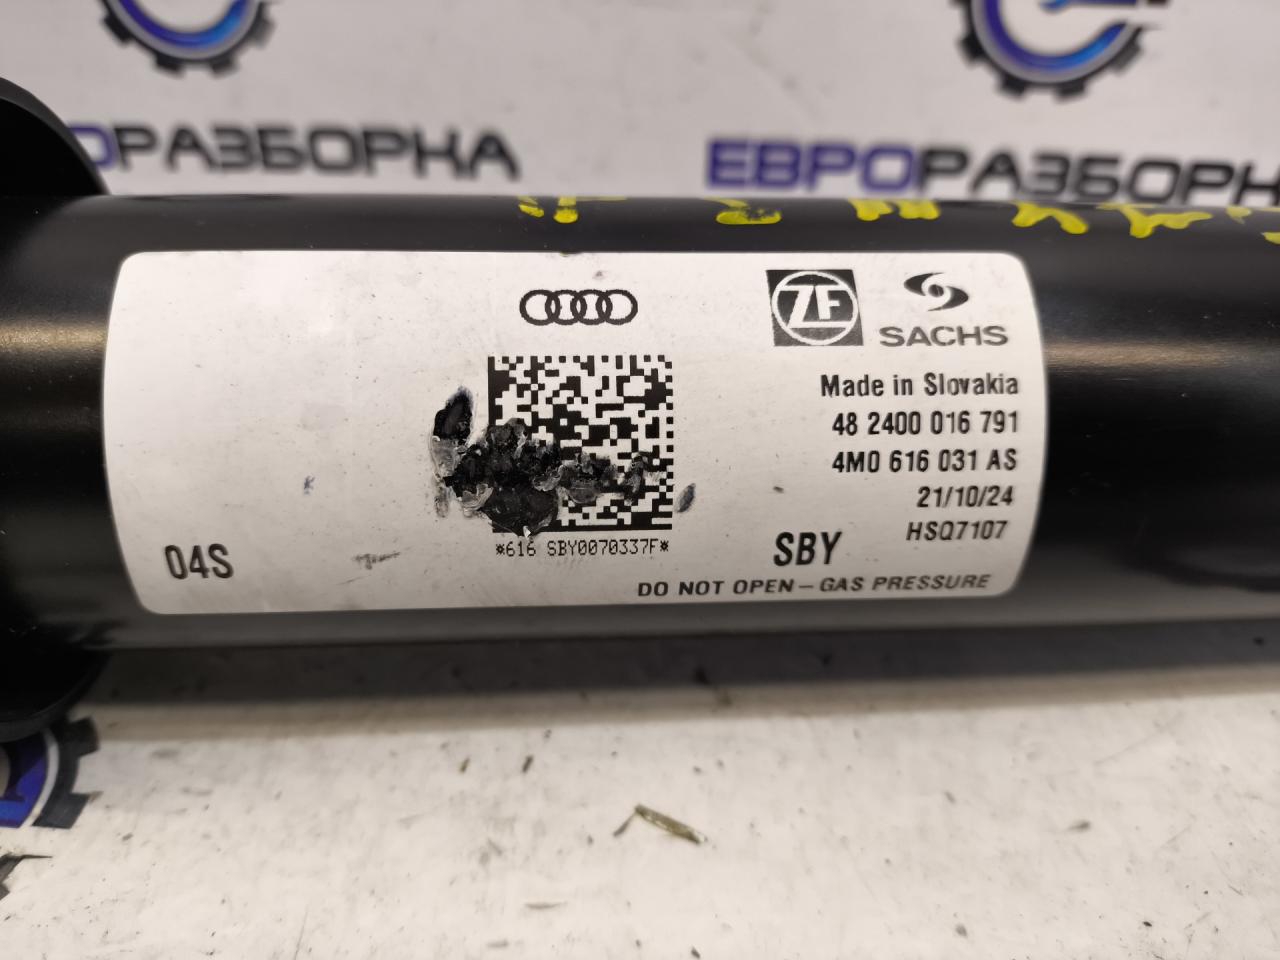 ЕВРОРАЗБОРКА
ОРАЗБОРКА
ZF
SACHS
Made in Slovakia
48 2400 016 791
4M0 616 031 AS
21/10/24
HSQ7107
*616 SBY0070337F*
SBY
04S
DO NOT OPEN – GAS PRESSURE